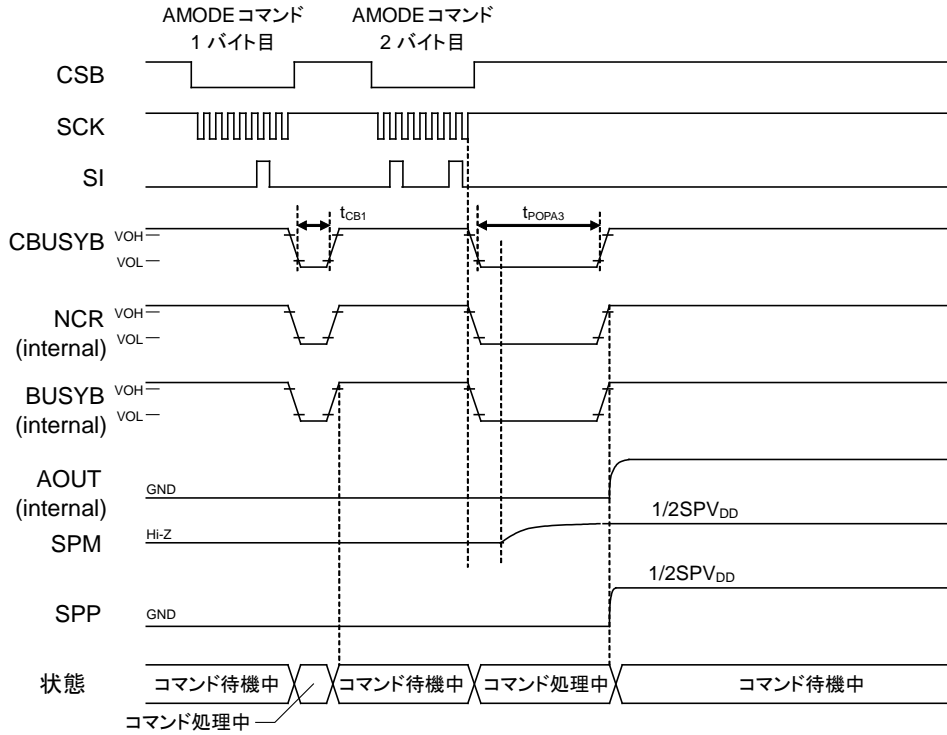 AMODEコマンド
1 バイト目
AMODEコマンド
2 バイト目
CSB
SCK
SI
tCB1
tPOPA3
CBUSYB
VOH
VOL
NCR
(internal)
VOH
VOL
BUSYB
(internal)
VOH
VOL
AOUT
(internal)
GND
SPM
Hi-Z
1/2SPVDD
SPP
GND
1/2SPVDD
状態
コマンド待機中
コマンド待機中
コマンド処理中
コマンド待機中
コマンド処理中